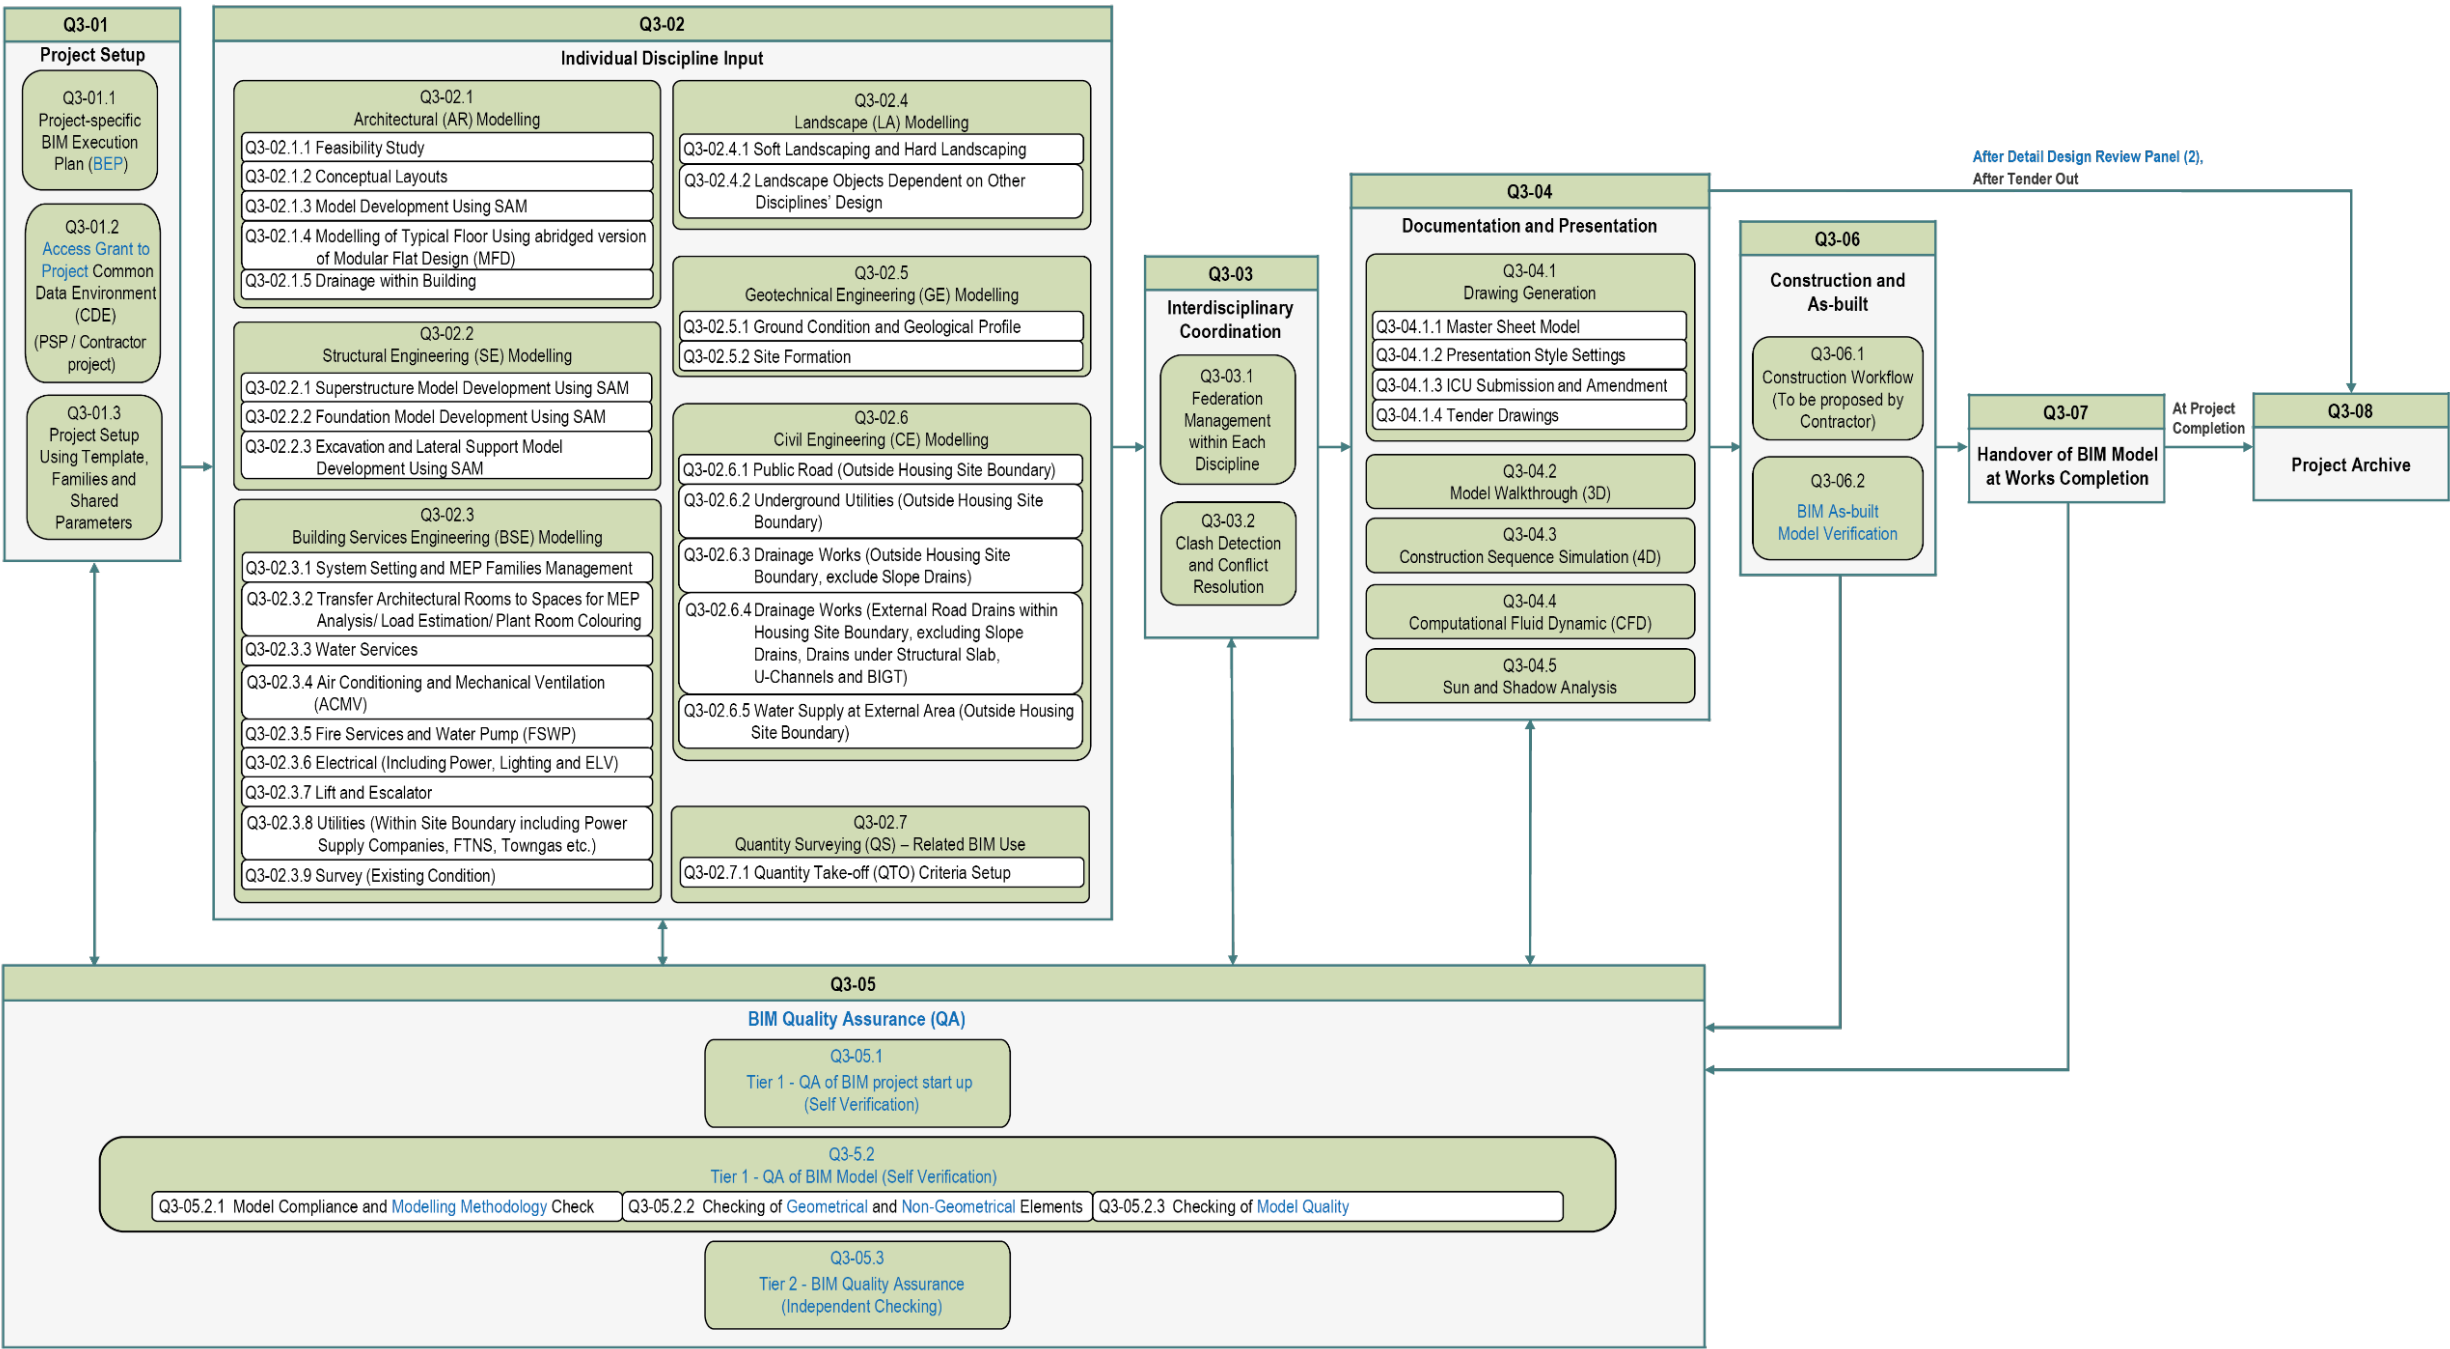 Q3-01
Project Setup
Q3-01.1
Project-specific
BIM Execution
Plan (BEP)
Q3-01.2
Access Grant to
Project Common
Data Environment
(CDE)
(PSP / Contractor
project)
Q3-01.3
Project Setup
Using Template,
Families and
Shared
Parameters
Q3-02
Individual Discipline Input
Q3-02.1
Architectural (AR) Modelling
Q3-02.1.1 Feasibility Study
Q3-02.1.2 Conceptual Layouts
Q3-02.1.3 Model Development Using SAM
Q3-02.1.4 Modelling of Typical Floor Using abridged version
of Modular Flat Design (MFD)
Q3-02.1.5 Drainage within Building
Q3-02.2
Structural Engineering (SE) Modelling
Q3-02.2.1 Superstructure Model Development Using SAM
Q3-02.2.2 Foundation Model Development Using SAM
Q3-02.2.3 Excavation and Lateral Support Model
Development Using SAM
Q3-02.3
Building Services Engineering (BSE) Modelling
Q3-02.3.1 System Setting and MEP Families Management
Q3-02.3.2 Transfer Architectural Rooms to Spaces for MEP
Analysis/ Load Estimation/ Plant Room Colouring
Q3-02.3.3 Water Services
Q3-02.3.4 Air Conditioning and Mechanical Ventilation
(ACMV)
Q3-02.3.5 Fire Services and Water Pump (FSWP)
Q3-02.3.6 Electrical (Including Power, Lighting and ELV)
Q3-02.3.7 Lift and Escalator
Q3-02.3.8 Utilities (Within Site Boundary including Power
Supply Companies, FTNS, Towngas etc.)
Q3-02.3.9 Survey (Existing Condition)
Q3-02.4
Landscape (LA) Modelling
Q3-02.4.1 Soft Landscaping and Hard Landscaping
Q3-02.4.2 Landscape Objects Dependent on Other
Disciplines' Design
Q3-02.5
Geotechnical Engineering (GE) Modelling
Q3-02.5.1 Ground Condition and Geological Profile
Q3-02.5.2 Site Formation
Q3-02.6
Civil Engineering (CE) Modelling
Q3-02.6.1 Public Road (Outside Housing Site Boundary)
Q3-02.6.2 Underground Utilities (Outside Housing Site
Boundary)
Q3-02.6.3 Drainage Works (Outside Housing Site
Boundary, exclude Slope Drains)
Q3-02.6.4 Drainage Works (External Road Drains within
Housing Site Boundary, excluding Slope
Drains, Drains under Structural Slab,
U-Channels and BIGT)
Q3-02.6.5 Water Supply at External Area (Outside Housing
Site Boundary)
Q3-02.7
Quantity Surveying (QS) – Related BIM Use
Q3-02.7.1 Quantity Take-off (QTO) Criteria Setup
Q3-03
Interdisciplinary
Coordination
Q3-03.1
Federation
Management
within Each
Discipline
Q3-03.2
Clash Detection
and Conflict
Resolution
Q3-04
Documentation and Presentation
Q3-04.1
Drawing Generation
Q3-04.1.1 Master Sheet Model
Q3-04.1.2 Presentation Style Settings
Q3-04.1.3 ICU Submission and Amendment
Q3-04.1.4 Tender Drawings
Q3-04.2
Model Walkthrough (3D)
Q3-04.3
Construction Sequence Simulation (4D)
Q3-04.4
Computational Fluid Dynamic (CFD)
Q3-04.5
Sun and Shadow Analysis
After Detail Design Review Panel (2),
After Tender Out
Q3-06
Construction and
As-built
Q3-06.1
Construction Workflow
(To be proposed by
Contractor)
Q3-06.2
BIM As-built
Model Verification
Q3-07
Handover of BIM Model
at Works Completion
At Project
Completion
Q3-08
Project Archive
Q3-05
BIM Quality Assurance (QA)
Q3-05.1
Tier 1 - QA of BIM project start up
(Self Verification)
Q3-5.2
Tier 1 - QA of BIM Model (Self Verification)
Q3-05.2.1 Model Compliance and Modelling Methodology Check
Q3-05.2.2 Checking of Geometrical and Non-Geometrical Elements
Q3-05.2.3 Checking of Model Quality
Q3-05.3
Tier 2 - BIM Quality Assurance
(Independent Checking)